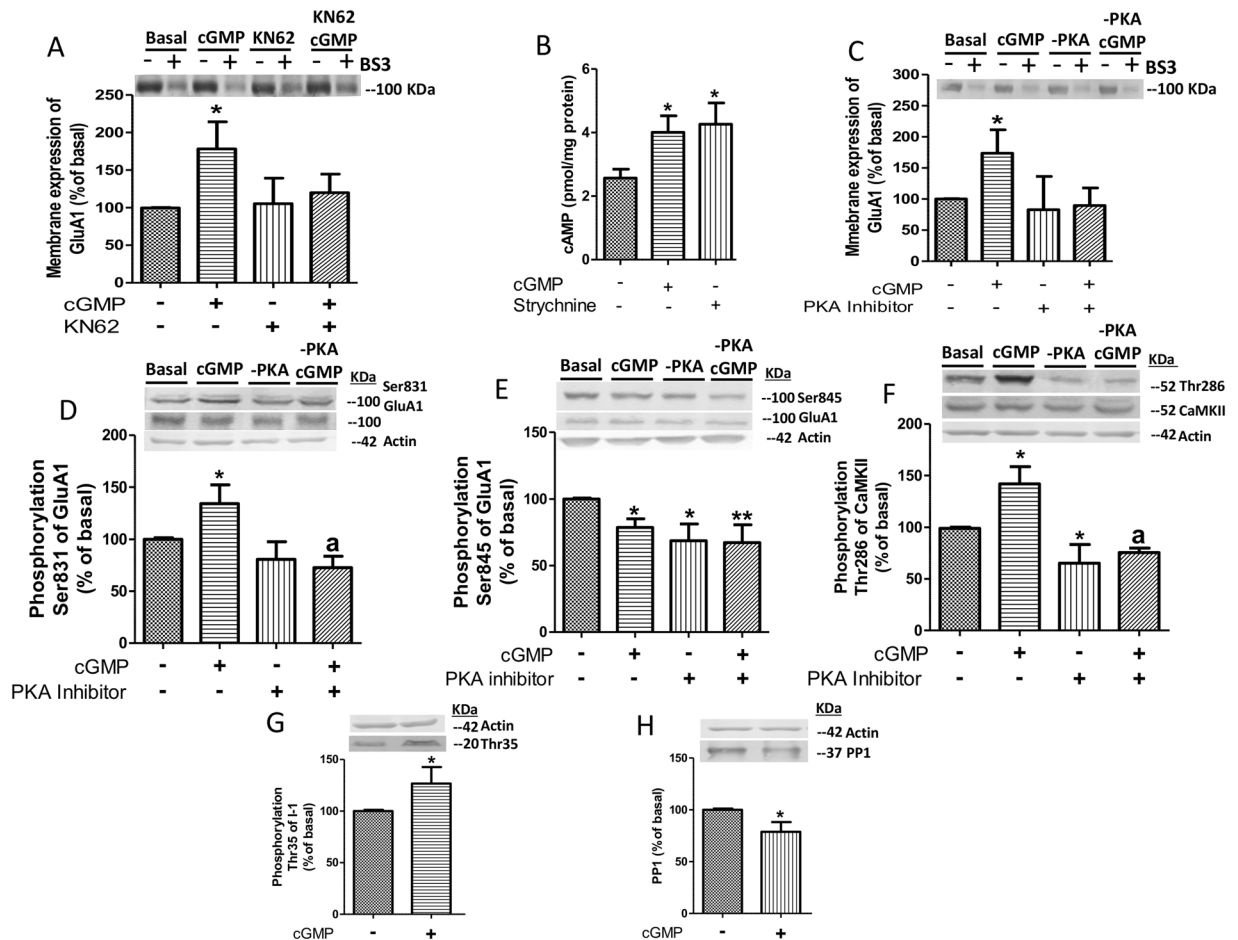 A
KN62
Basal cGMP KN62 cGMP
- + - + - + - + BS3
--100 KDa
Membrane expression of
GluA1 (% of basal)
250
200
150
100
50
0
cGMP - + - +
KN62 - - + +
B
cAMP (pmol/mg protein)
6
4
2
0
* *
cGMP - + -
Strychnine - - +
C
-PKA
Basal cGMP -PKA cGMP
- + - + - + - + BS3
--100 KDa
Mmebrane expression of
GluA1 (% of basal)
300
250
200
150
100
50
0
*
cGMP - + - +
PKA Inhibitor - - + +
D
-PKA
Basal cGMP -PKA cGMP
KDa
Ser831
--100
GluA1
--100
--42 Actin
Phosphorylation
Ser831 of GluA1
(% of basal)
200
150
100
50
0
* a
cGMP - + - +
PKA Inhibitor - - + +
E
-PKA
Basal cGMP -PKA cGMP
KDa
--100 Ser845
--100 GluA1
--42 Actin
Phosphorylation
Ser845 of GluA1
(% of basal)
150
100
50
0
* * **
cGMP - + - +
PKA inhibitor - - + +
F
-PKA
Basal cGMP -PKA cGMP
KDa
--52 Thr286
--52 CaMKII
--42 Actin
Phosphorylation
Thr286 of CaMKII
(% of basal)
200
150
100
50
0
* * a
cGMP - + - +
PKA Inhibitor - - + +
G
KDa
--42 Actin
--20 Thr35
Phosphorylation
Thr35 of I-1
(% of basal)
150
100
50
0
*
cGMP - +
H
KDa
--42 Actin
--37 PP1
PP1 (% of basal)
150
100
50
0
*
cGMP - +